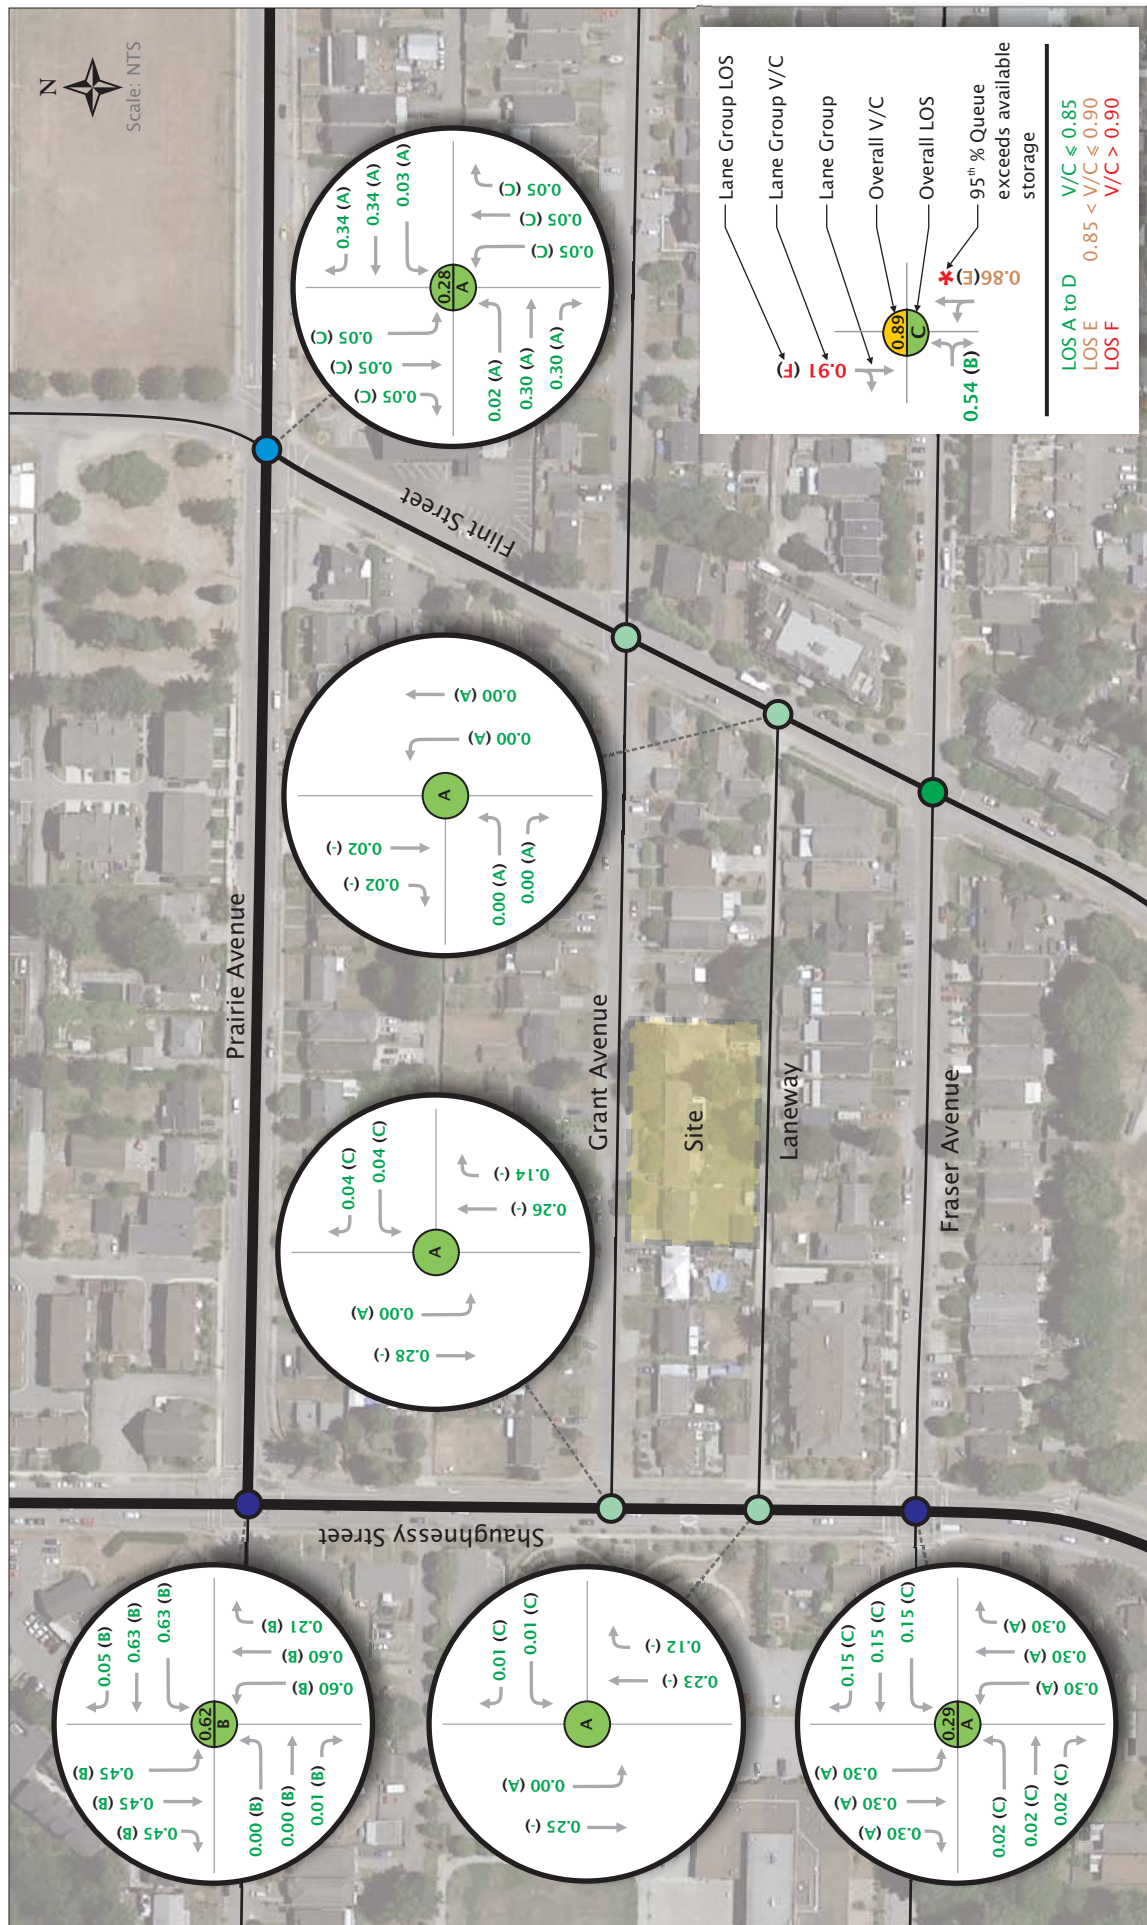 N
Scale: NTS
0.34 (A)
0.34 (A)
0.03 (A)
0.05 (C)
0.05 (C)
0.05 (C)
0.28
A
0.05 (C)
0.05 (C)
0.05 (C)
0.02 (A)
0.30 (A)
0.30 (A)
Lane Group LOS
Lane Group V/C
Lane Group
Overall V/C
Overall LOS
95th % Queue
exceeds available
storage
0.91 (F)
0.89
C
0.86(E)*
0.54 (B)
LOS A to D V/C ≤ 0.85
LOS E 0.85 < V/C ≤ 0.90
LOS F V/C > 0.90
Flint Street
0.00 (A)
0.00 (A)
A
0.02 (-)
0.02 (-)
0.00 (A)
0.00 (A)
Prairie Avenue
Grant Avenue
Site
Laneway
Fraser Avenue
0.04 (C)
0.04 (C)
0.14 (-)
0.26 (-)
A
0.00 (A)
0.28 (-)
Shaughnessy Street
0.05 (B)
0.63 (B)
0.63 (B)
0.21 (B)
0.60 (B)
0.60 (B)
0.62
B
0.45 (B)
0.45 (B)
0.45 (B)
0.00 (B)
0.00 (B)
0.01 (B)
0.01 (C)
0.01 (C)
0.12 (-)
0.23 (-)
A
0.00 (A)
0.25 (-)
0.15 (C)
0.15 (C)
0.15 (C)
0.30 (A)
0.30 (A)
0.30 (A)
0.29
A
0.30 (A)
0.30 (A)
0.30 (A)
0.02 (C)
0.02 (C)
0.02 (C)